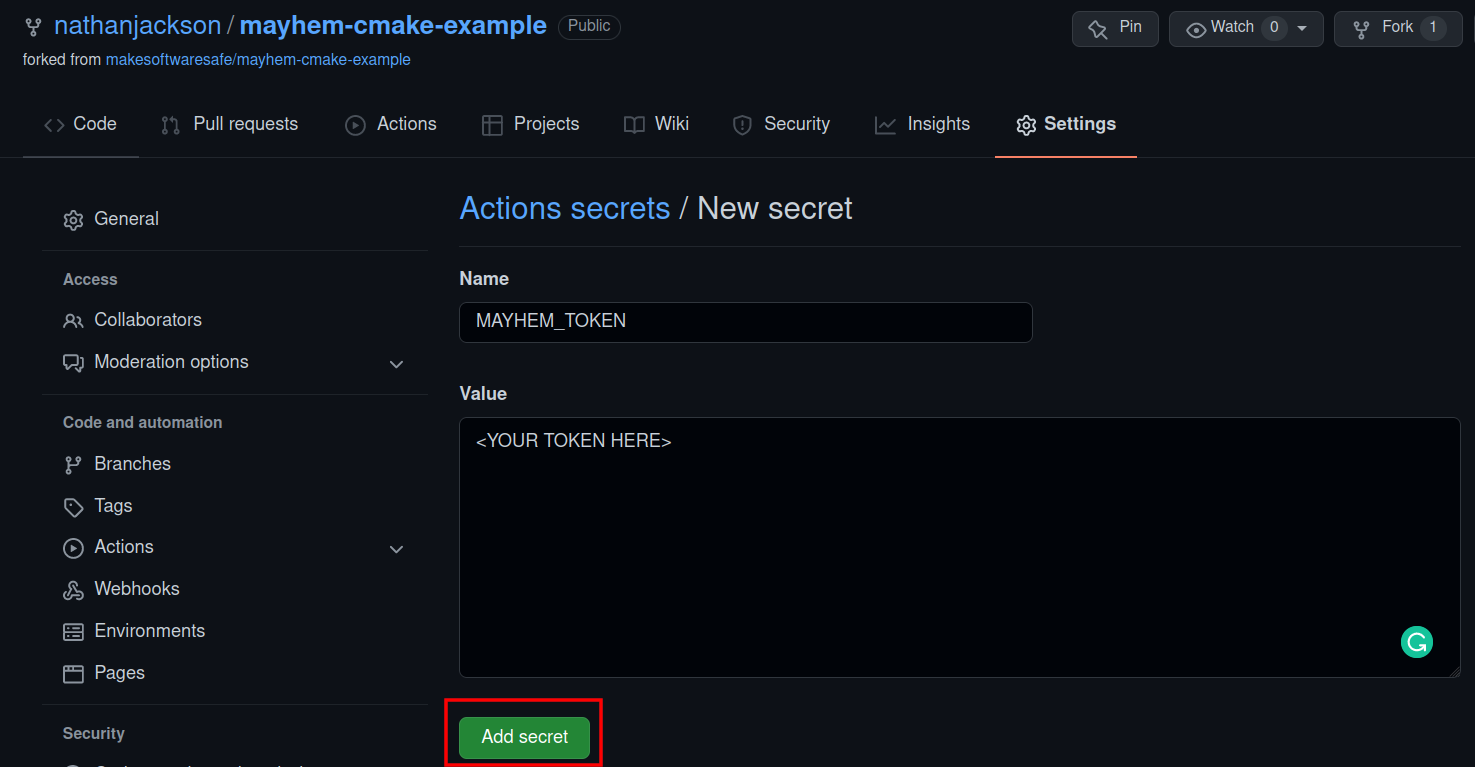 nathanjackson / mayhem-cmake-example Public
Pin
Watch 0
Fork 1
forked from makesoftwaresafe/mayhem-cmake-example
Code
Pull requests
Actions
Projects
Wiki
Security
Insights
Settings
General
Access
Collaborators
Moderation options
Code and automation
Branches
Tags
Actions
Webhooks
Environments
Pages
Security
Actions secrets / New secret
Name
MAYHEM_TOKEN
Value
<YOUR TOKEN HERE>
Add secret